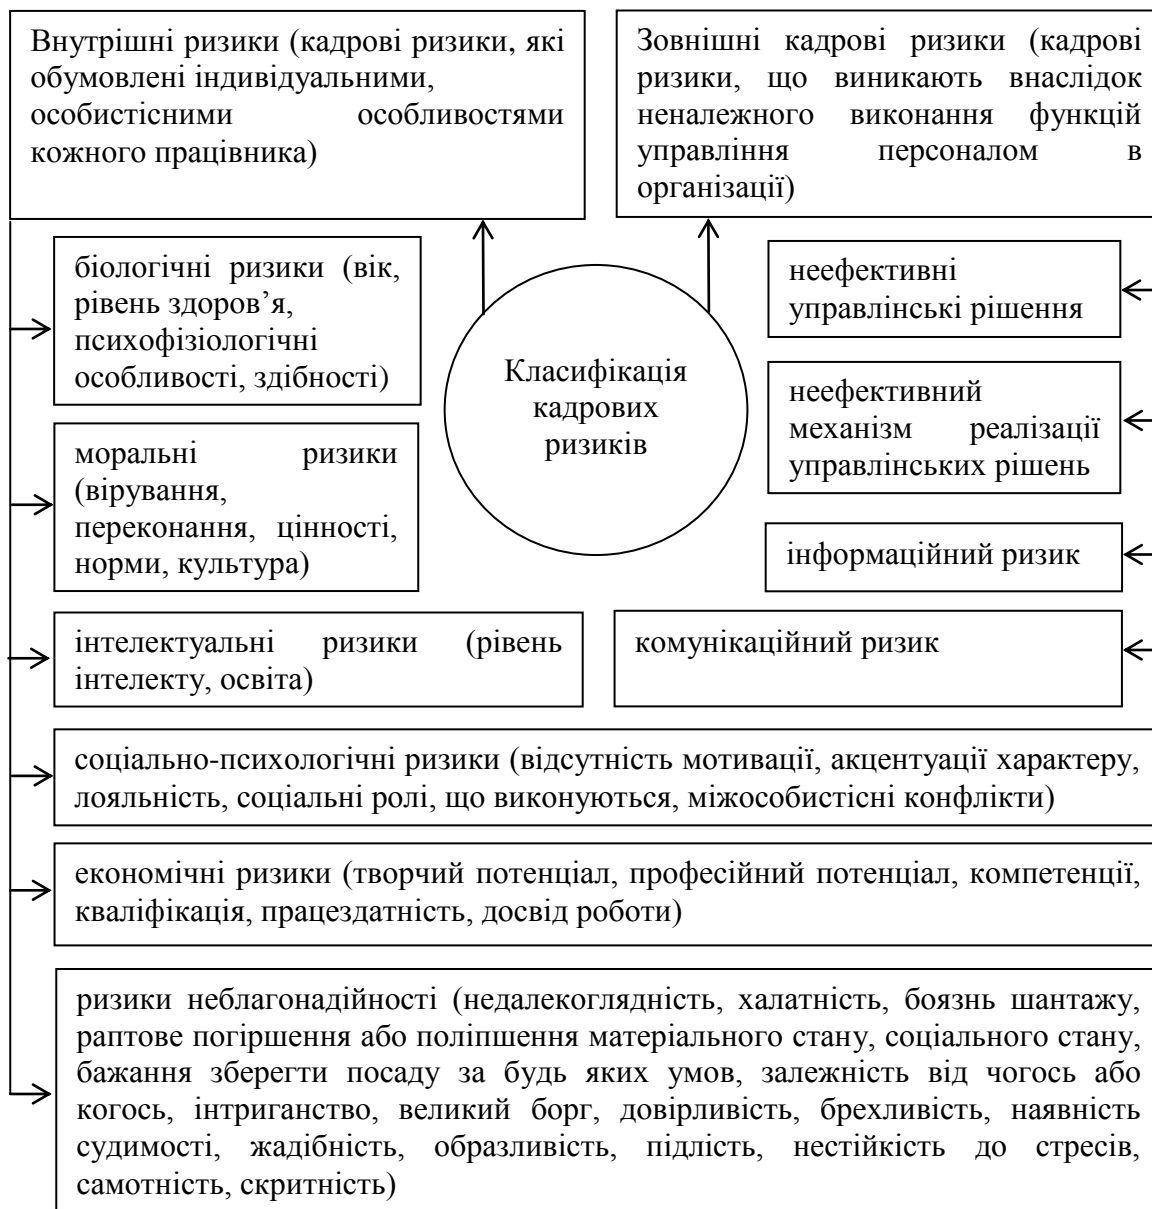 Внутрішні ризики (кадрові ризики, які
обумовлені індивідуальними,
особистісними особливостями
кожного працівника)
Зовнішні кадрові ризики (кадрові
ризики, що виникають внаслідок
неналежного виконання функцій
управління персоналом в
організації)
Класифікація
кадрових
ризиків
біологічні ризики (вік,
рівень здоров’я,
психофізіологічні
особливості, здібності)
моральні ризики
(вірування,
переконання, цінності,
норми, культура)
інтелектуальні ризики (рівень
інтелекту, освіта)
соціально-психологічні ризики (відсутність мотивації, акцентуації характеру,
лояльність, соціальні ролі, що виконуються, міжособистісні конфлікти)
економічні ризики (творчий потенціал, професійний потенціал, компетенції,
кваліфікація, працездатність, досвід роботи)
ризики неблагонадійності (недалекоглядність, халатність, боязнь шантажу,
раптове погіршення або поліпшення матеріального стану, соціального стану,
бажання зберегти посаду за будь яких умов, залежність від чогось або
когось, інтриганство, великий борг, довірливість, брехливість, наявність
судимості, жадібність, образливість, підлість, нестійкість до стресів,
самотність, скритність)
неефективні
управлінські рішення
неефективний
механізм реалізації
управлінських рішень
інформаційний ризик
комунікаційний ризик